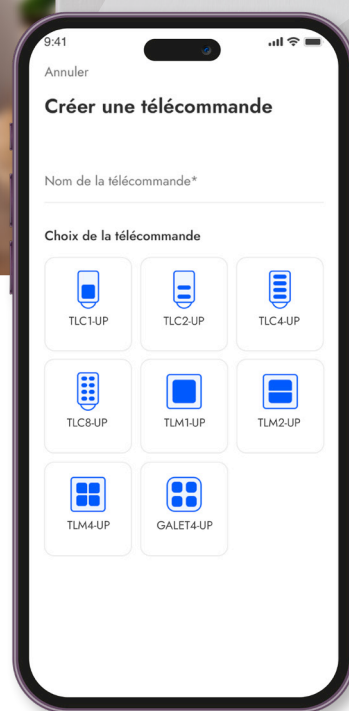 9:41
Annuler
Créer une télécommande
Nom de la télécommande*
Choix de la télécommande
TLC1-UP TLC2-UP TLC4-UP
TLC8-UP TLM1-UP TLM2-UP
TLM4-UP GALET4-UP